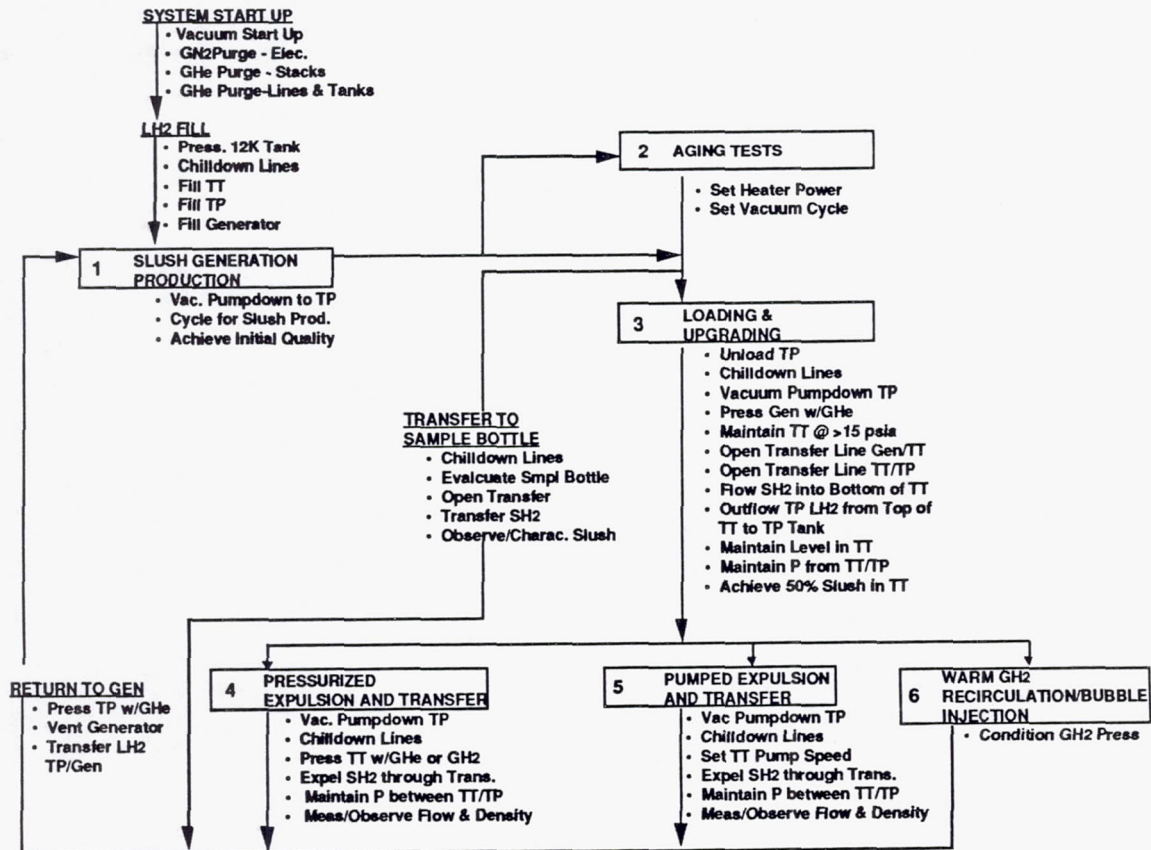 SYSTEM START UP
• Vacuum Start Up
• GN2Purge - Elec.
• GHe Purge - Stacks
• GHe Purge-Lines & Tanks
LH2 FILL
• Press. 12K Tank
• Chilldown Lines
• Fill TT
• Fill TP
• Fill Generator
1 SLUSH GENERATION
PRODUCTION
• Vac. Pumpdown to TP
• Cycle for Slush Prod.
• Achieve Initial Quality
2 AGING TESTS
• Set Heater Power
• Set Vacuum Cycle
3 LOADING &
UPGRADING
• Unload TP
• Chilldown Lines
• Vacuum Pumpdown TP
• Press Gen w/GHe
• Maintain TT @ >15 psia
• Open Transfer Line Gen/TT
• Open Transfer Line TT/TP
• Flow SH2 into Bottom of TT
• Outflow TP LH2 from Top of
TT to TP Tank
• Maintain Level in TT
• Maintain P from TT/TP
• Achieve 50% Slush in TT
TRANSFER TO
SAMPLE BOTTLE
• Chilldown Lines
• Evalcuate Smpl Bottle
• Open Transfer
• Transfer SH2
• Observe/Charac. Slush
RETURN TO GEN
• Press TP w/GHe
• Vent Generator
• Transfer LH2
TP/Gen
4 PRESSURIZED
EXPULSION AND TRANSFER
• Vac. Pumpdown TP
• Chilldown Lines
• Press TT w/GHe or GH2
• Expel SH2 through Trans.
• Maintain P between TT/TP
• Meas/Observe Flow & Density
5 PUMPED EXPULSION
AND TRANSFER
• Vac Pumpdown TP
• Chilldown Lines
• Set TT Pump Speed
• Expel SH2 through Trans.
• Maintain P between TT/TP
• Meas/Observe Flow & Density
6 WARM GH2
RECIRCULATION/BUBBLE
INJECTION
• Condition GH2 Press